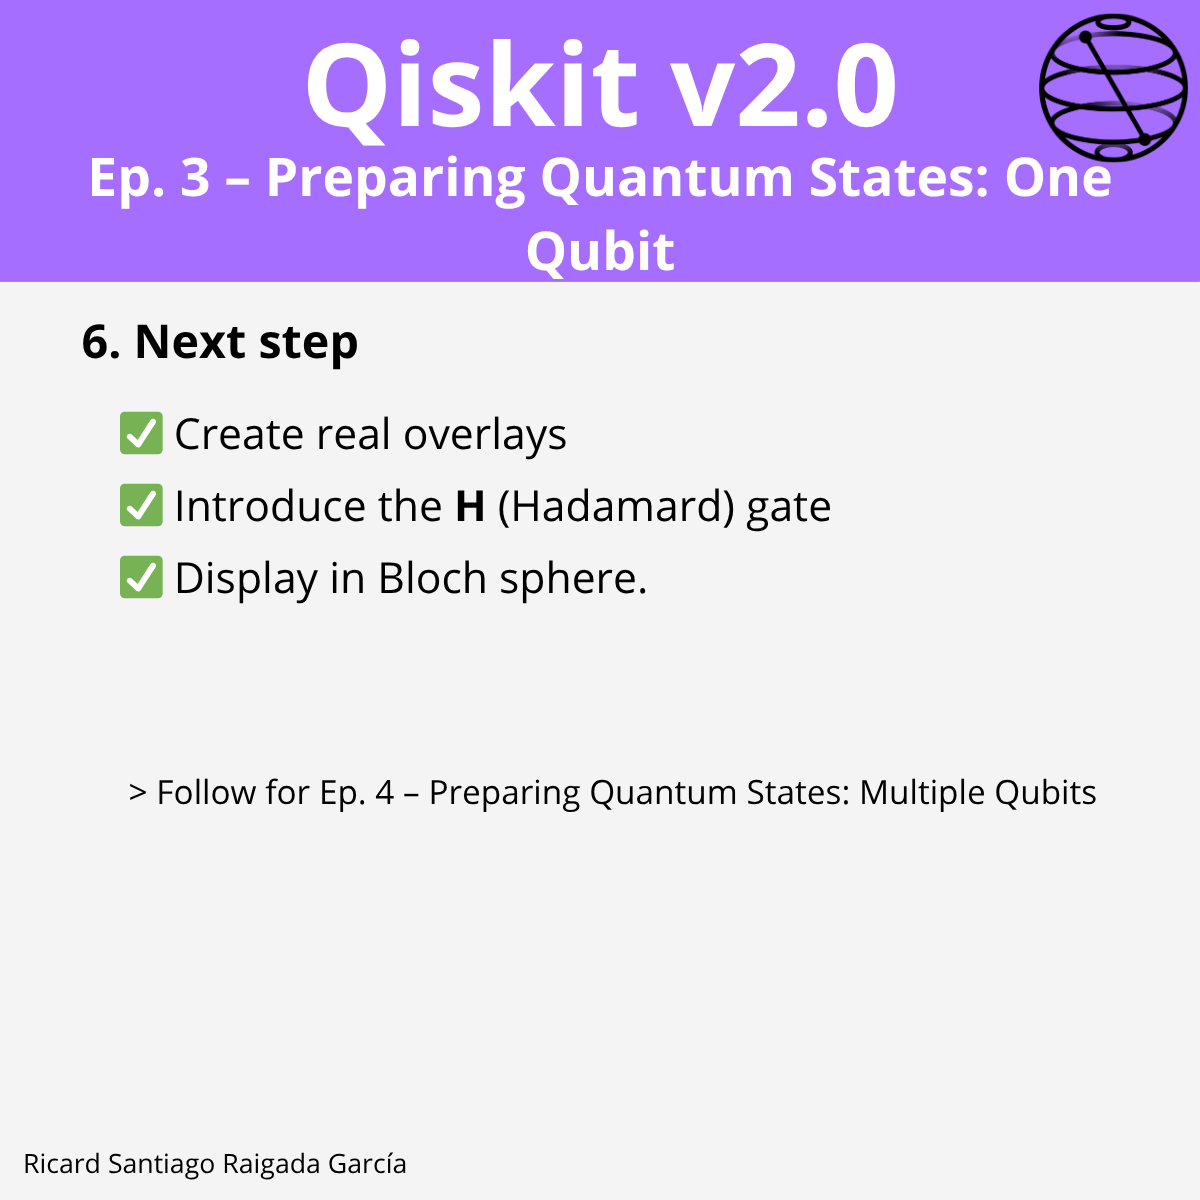 Qiskit v2.0
Ep. 3 – Preparing Quantum States: One
Qubit
6. Next step
✅ Create real overlays
✅ Introduce the H (Hadamard) gate
✅ Display in Bloch sphere.
> Follow for Ep. 4 – Preparing Quantum States: Multiple Qubits
Ricard Santiago Raigada García